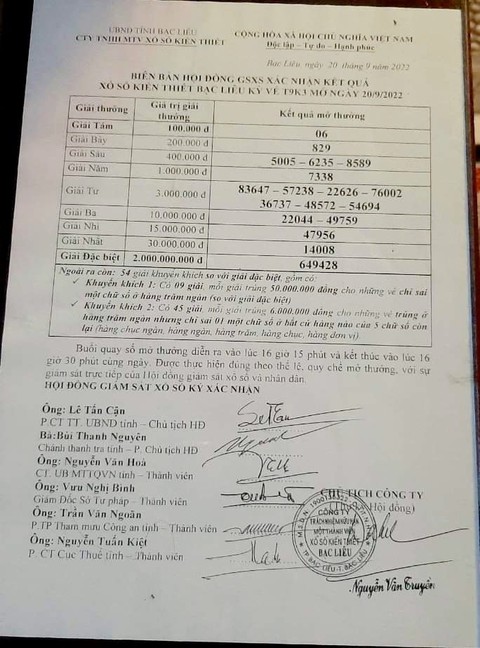 UBND TỈNH BẠC LIÊU
CTY TNHH MTV XỔ SỐ KIẾN THIẾT
CỘNG HÒA XÃ HỘI CHỦ NGHĨA VIỆT NAM
Độc lập – Tự do – Hạnh phúc
Bạc Liêu, ngày 20 tháng 9 năm 2022
BIÊN BẢN HỘI ĐỒNG GSXS XÁC NHẬN KẾT QUẢ
XỔ SỐ KIẾN THIẾT BẠC LIÊU KỲ VÉ T9K3 MỞ NGÀY 20/9/2022
Giải thưởng Giá trị giải thưởng Kết quả mở thưởng
Giải Tám 100.000 đ 06
Giải Bảy 200.000 đ 829
Giải Sáu 400.000 đ 5005 – 6235 – 8589
Giải Năm 1.000.000 đ 7338
Giải Tư 3.000.000 đ 83647 – 57238 – 22626 – 76002
36737 – 48572 – 54694
Giải Ba 10.000.000 đ 22044 – 49759
Giải Nhì 15.000.000 đ 47956
Giải Nhất 30.000.000 đ 14008
Giải Đặc biệt 2.000.000.000 đ 649428
Ngoài ra còn: 54 giải khuyến khích so với giải đặc biệt, gồm có:
✓ Khuyến khích 1: Có 09 giải, mỗi giải trúng 50.000.000 đồng cho những vé chỉ sai
một chữ số ở hàng trăm ngàn (so với giải đặc biệt)
✓ Khuyến khích 2: Có 45 giải, mỗi giải trúng 6.000.000 đồng cho những vé trúng ở
hàng trăm ngàn nhưng chỉ sai 01 một chữ số ở bất cứ hàng nào của 5 chữ số còn
lại (hàng chục ngàn, hàng ngàn, hàng trăm, hàng chục, hàng đơn vị)
Buổi quay số mở thưởng diễn ra vào lúc 16 giờ 15 phút và kết thúc vào lúc 16
giờ 30 phút cùng ngày. Được thực hiện đúng theo thể lệ, quy chế mở thưởng, với sự
giám sát trực tiếp của Hội đồng giám sát xổ số và nhân dân.
HỘI ĐỒNG GIÁM SÁT XỔ SỐ KÝ XÁC NHẬN
Ông: Lê Tấn Cận
P.CT TT. UBND tỉnh – Chủ tịch HĐ
Bà:Bùi Thanh Nguyên
Chánh thanh tra tỉnh – P. Chủ tịch HĐ
Ông: Nguyễn Văn Hoà
CT. UB MTTQVN tỉnh – Thành viên
Ông: Vưu Nghị Bình
Giám Đốc Sở Tư pháp – Thành viên
Ông: Trần Văn Ngoãn
P.TP Tham mưu Công an tỉnh – Thành viên
Ông: Nguyễn Tuấn Kiệt
P. CT Cục Thuế tỉnh – Thành viên
CHỦ TỊCH CÔNG TY
Hội đồng)
CÔNG TY
TRÁCH NHIỆM HỮU HẠN
MỘT THÀNH VIÊN
XỔ SỐ KIẾN THIẾT
BẠC LIÊU
TP BẠC LIÊU-T. BẠC LIÊU
Nguyễn Văn Truyền